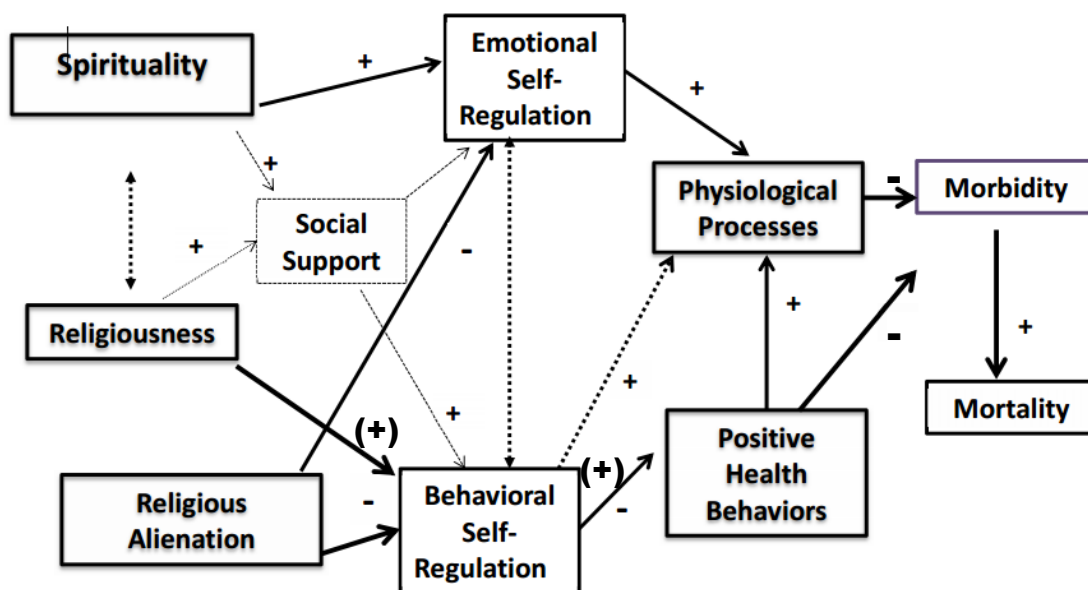 Spirituality
+
Emotional
Self-
Regulation
+
+
Social
Support
+
-
Physiological
Processes
-
Morbidity
Religiousness
+
+
-
+
Mortality
(+)
+
Positive
Health
Behaviors
Religious
Alienation
-
Behavioral
Self-
Regulation
(+)
-